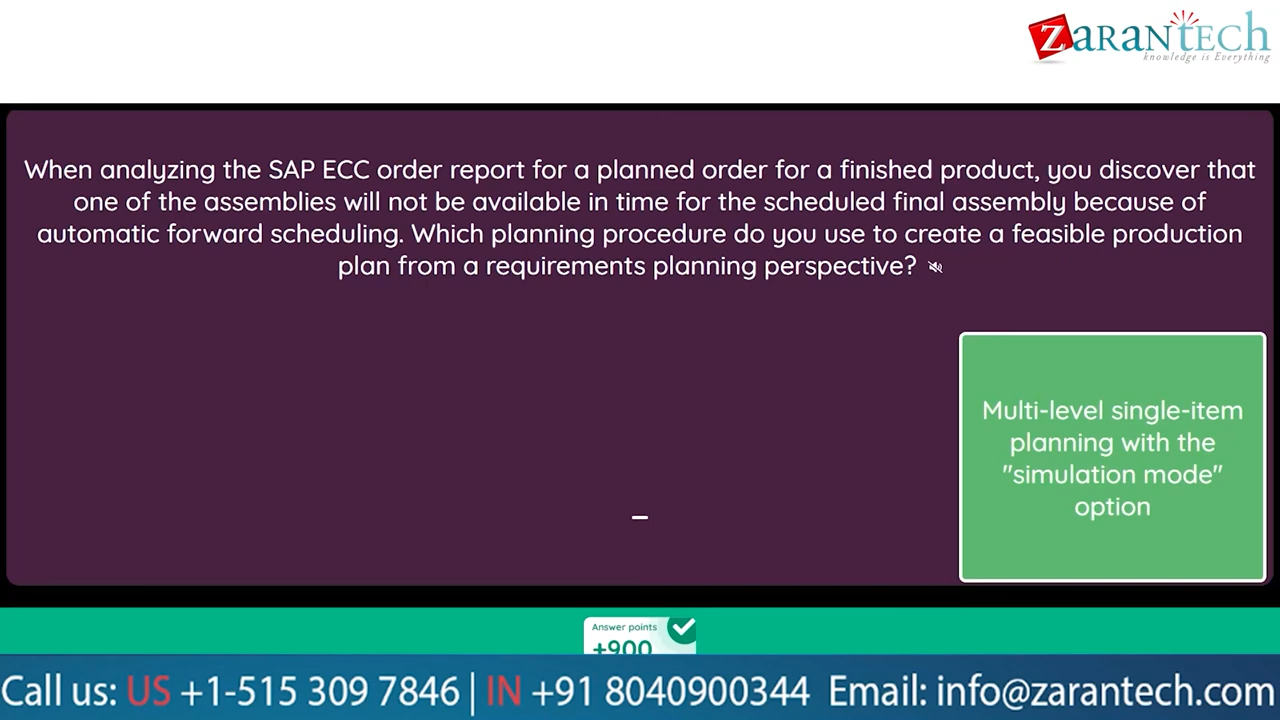 ZARANTECH
knowledge is Everything
When analyzing the SAP ECC order report for a planned order for a finished product, you discover that
one of the assemblies will not be available in time for the scheduled final assembly because of
automatic forward scheduling. Which planning procedure do you use to create a feasible production
plan from a requirements planning perspective?
Multi-level single-item
planning with the
"simulation mode"
option
Answer points
+900
Call us: US +1-515 309 7846 | IN +91 8040900344 Email: info@zarantech.com